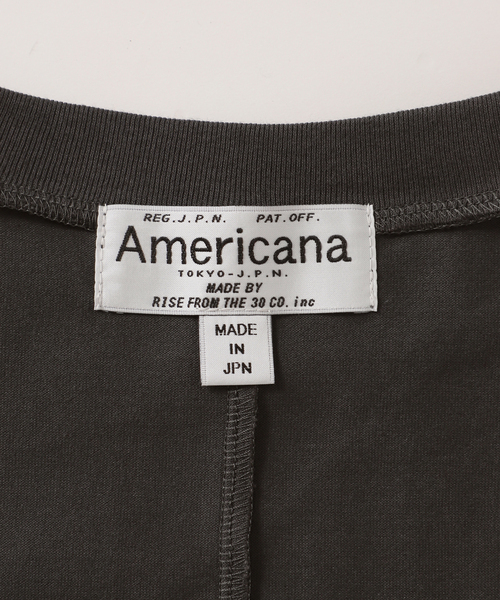 REG.J.P.N. PAT.OFF.
Americana
TOKYO-J.P.N.
MADE BY
RISE FROM THE 30 CO. inc
MADE
IN
JPN